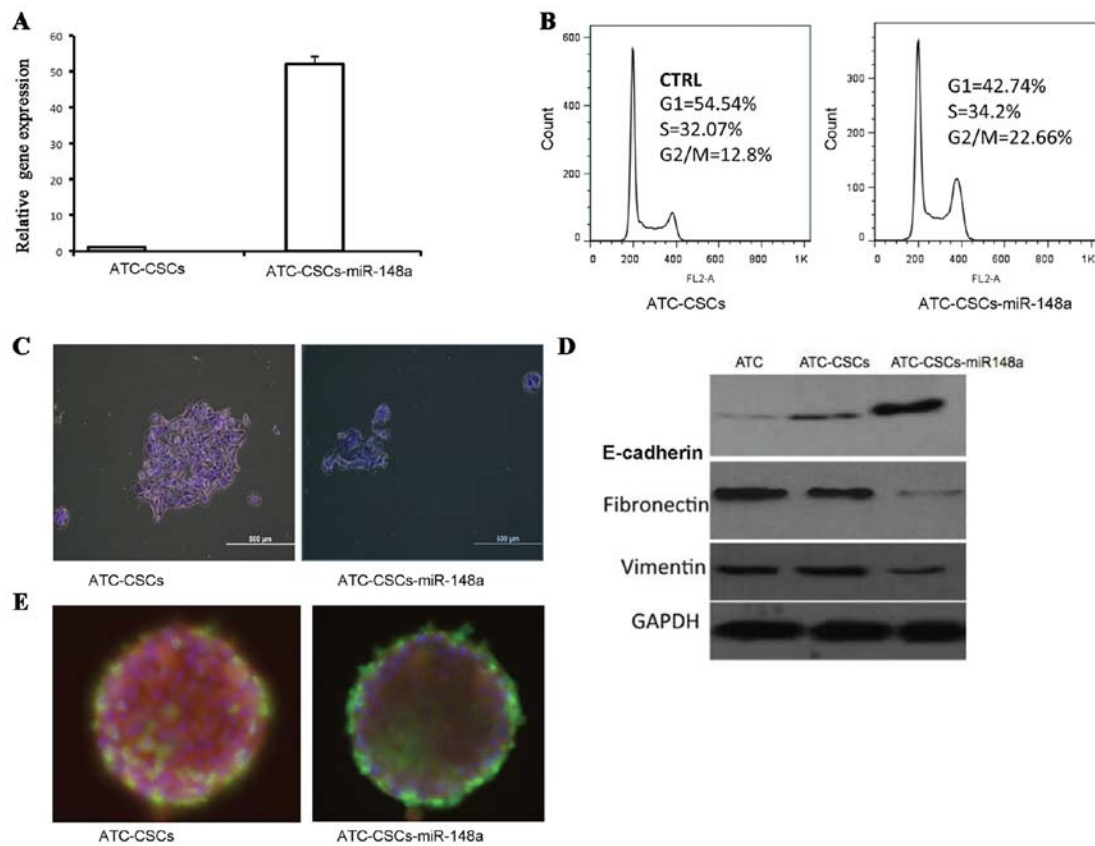 A
Relative gene expression
60
50
40
30
20
10
0
ATC-CSCs
ATC-CSCs-miR-148a
B
Count
600
400
200
0
CTRL
G1=54.54%
S=32.07%
G2/M=12.8%
0 200 400 600 800 1K
FL2-A
ATC-CSCs
Count
300
200
100
0
G1=42.74%
S=34.2%
G2/M=22.66%
0 200 400 600 800 1K
FL2-A
ATC-CSCs-miR-148a
C
ATC-CSCs
ATC-CSCs-miR-148a
D
ATC ATC-CSCs ATC-CSCs-miR148a
E-cadherin
Fibronectin
Vimentin
GAPDH
E
ATC-CSCs
ATC-CSCs-miR-148a